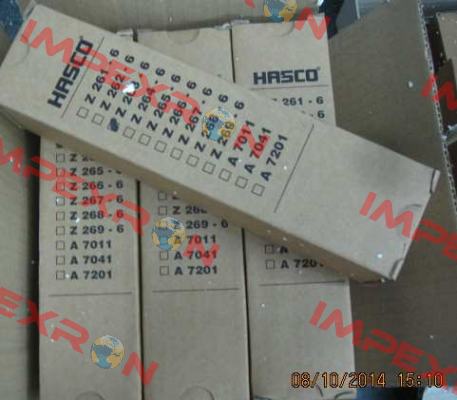 HASCO
Z 261 - 6
Z 262 - 6
Z 263 - 6
Z 264 - 6
Z 265 - 6
Z 266 - 6
Z 267 - 6
Z 268 - 6
Z 269 - 6
A 7011
A 7041
A 7201
Z 265 - 6
Z 266 - 6
Z 267 - 6
Z 268 - 6
Z 269 - 6
A 7011
A 7041
A 7201
Z 269 - 6
7011
A 7041
A 7201
HASCO
Z 261 - 6
A 7201
IMPEXRON
IMPEXRON
IMPEXRON
IMPEXRON
08/10/2014 15:10